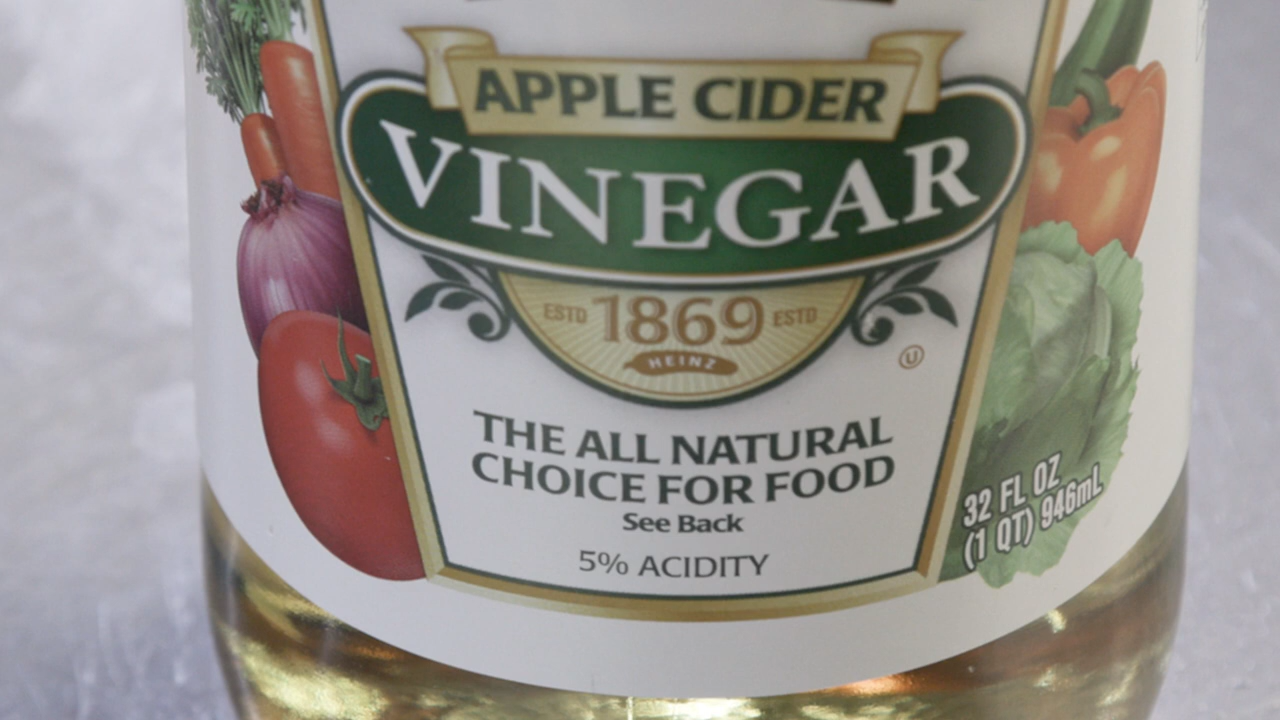 APPLE CIDER
VINEGAR
ESTD 1869 ESTD
HEINZ
U
THE ALL NATURAL
CHOICE FOR FOOD
See Back
5% ACIDITY
32 FL OZ
(1 QT) 946mL